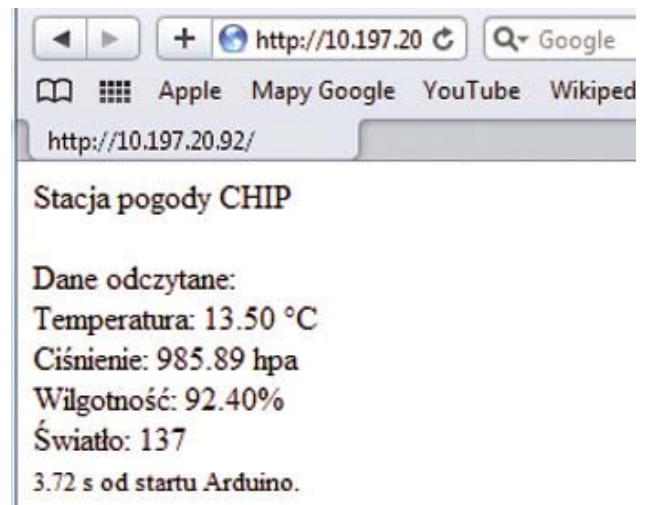 http://10.197.20 Google
Apple Mapy Google YouTube Wikiped
http://10.197.20.92/
Stacja pogody CHIP
Dane odczytane:
Temperatura: 13.50 °C
Ciśnienie: 985.89 hpa
Wilgotność: 92.40%
Światło: 137
3.72 s od startu Arduino.